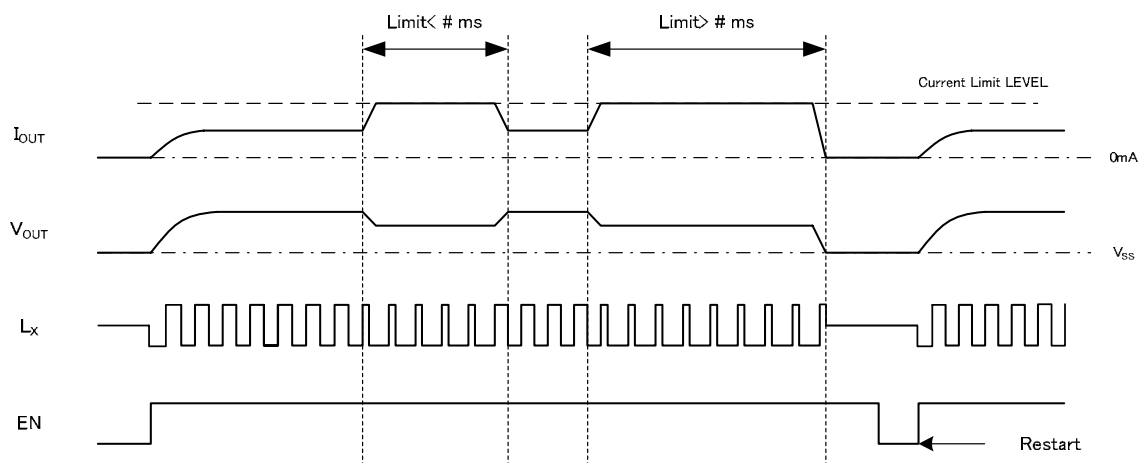 Limit< # ms
Limit> # ms
Current Limit LEVEL
IOUT
0mA
VOUT
VSS
LX
EN
Restart